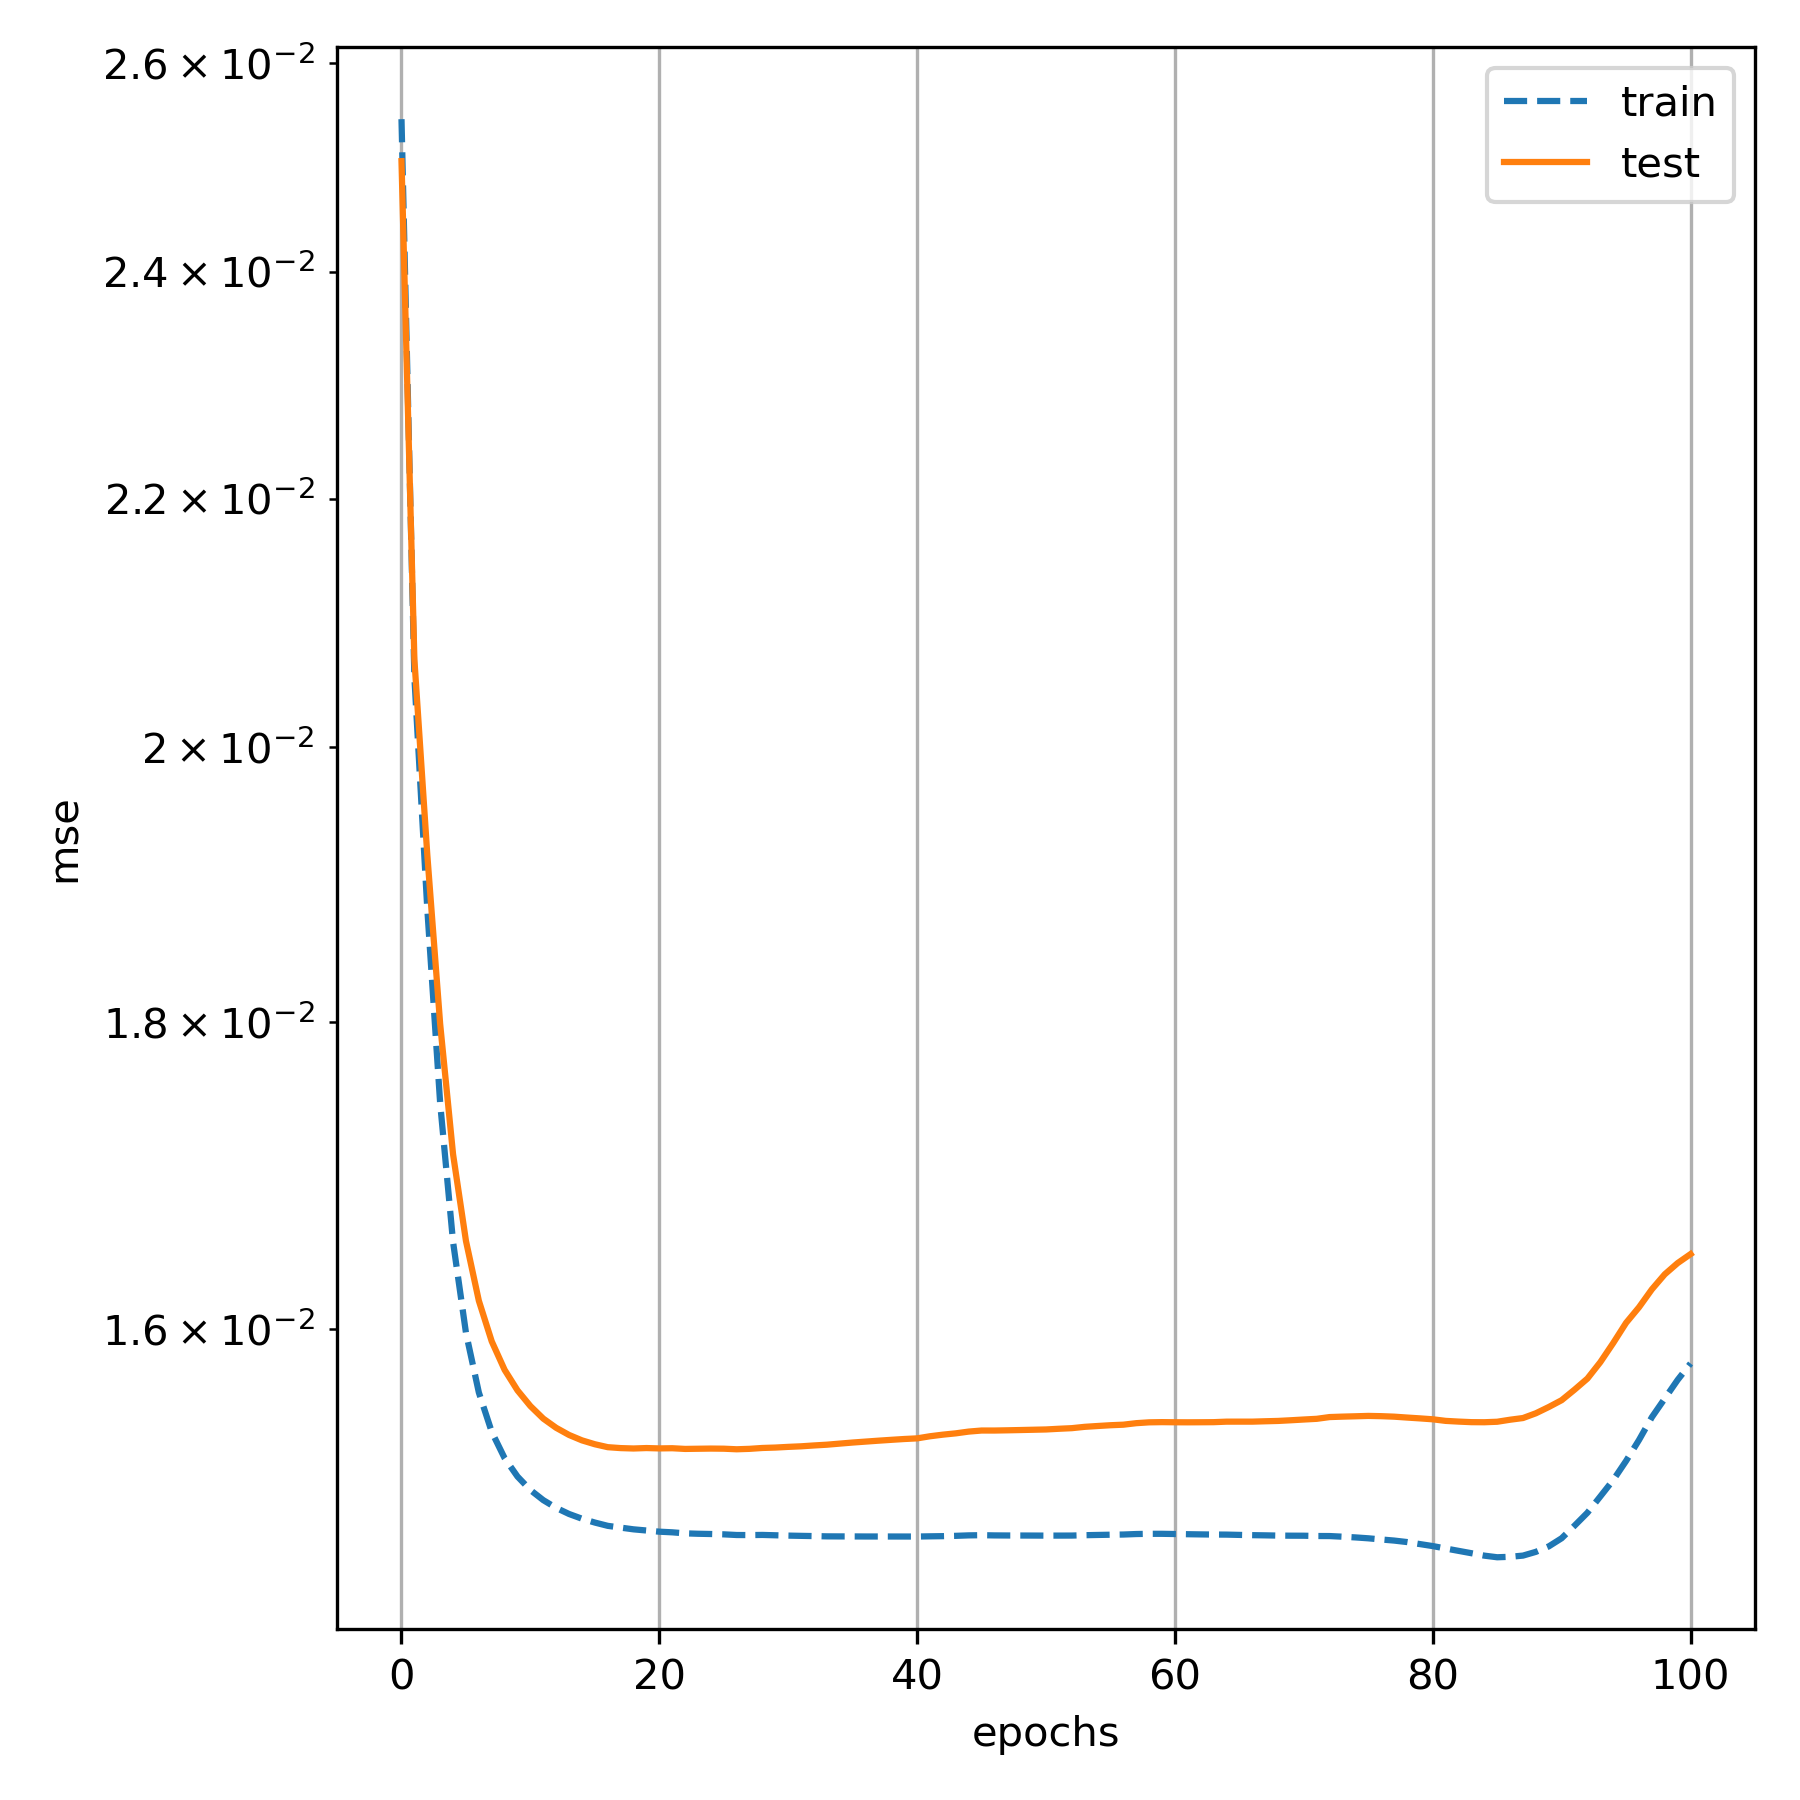 2.6 × 10⁻²
2.4 × 10⁻²
2.2 × 10⁻²
2 × 10⁻²
1.8 × 10⁻²
1.6 × 10⁻²
mse
train
test
0 20 40 60 80 100
epochs